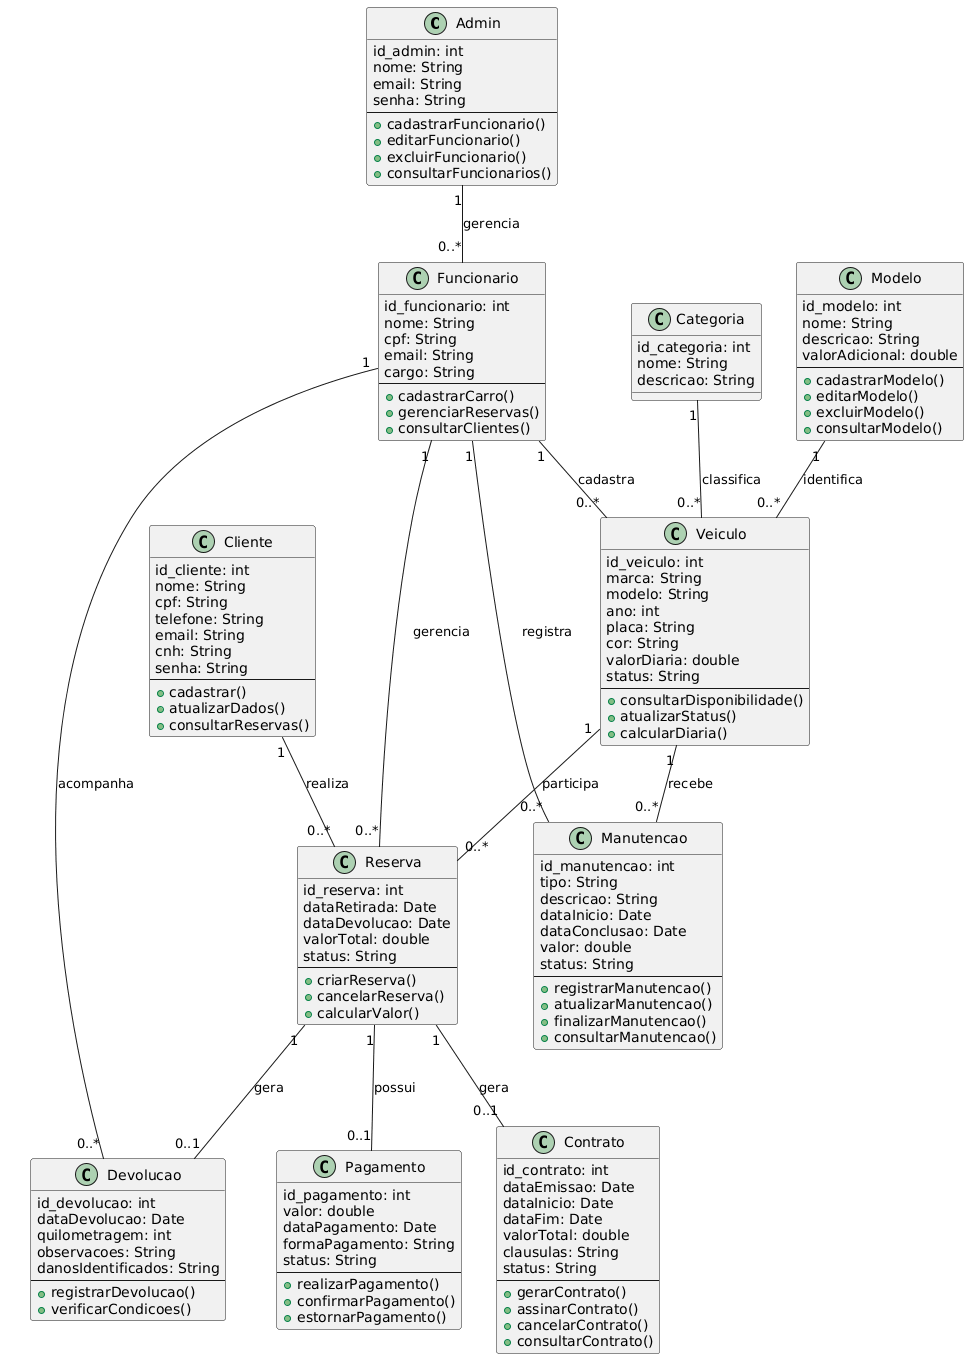 C Admin
id_admin: int
nome: String
email: String
senha: String
cadastrarFuncionario()
editarFuncionario()
excluirFuncionario()
consultarFuncionarios()
1
gerencia
0..*
C Funcionario
id_funcionario: int
nome: String
cpf: String
email: String
cargo: String
cadastrarCarro()
gerenciarReservas()
consultarClientes()
C Categoria
id_categoria: int
nome: String
descricao: String
C Modelo
id_modelo: int
nome: String
descricao: String
valorAdicional: double
cadastrarModelo()
editarModelo()
excluirModelo()
consultarModelo()
1
1
1
1
1
1
cadastra
classifica
identifica
0..*
0..*
0..*
C Cliente
id_cliente: int
nome: String
cpf: String
telefone: String
email: String
cnh: String
senha: String
cadastrar()
atualizarDados()
consultarReservas()
gerencia
registra
C Veiculo
id_veiculo: int
marca: String
modelo: String
ano: int
placa: String
cor: String
valorDiaria: double
status: String
consultarDisponibilidade()
atualizarStatus()
calcularDiaria()
1
1
1
acompanha
realiza
participa
recebe
0..*
0..*
0..*
0..*
0..*
C Reserva
id_reserva: int
dataRetirada: Date
dataDevolucao: Date
valorTotal: double
status: String
criarReserva()
cancelarReserva()
calcularValor()
C Manutencao
id_manutencao: int
tipo: String
descricao: String
dataInicio: Date
dataConclusao: Date
valor: double
status: String
registrarManutencao()
atualizarManutencao()
finalizarManutencao()
consultarManutencao()
1
1
1
gera
possui
gera
0..*
0..1
0..1
0..1
C Devolucao
id_devolucao: int
dataDevolucao: Date
quilometragem: int
observacoes: String
danosIdentificados: String
registrarDevolucao()
verificarCondicoes()
C Pagamento
id_pagamento: int
valor: double
dataPagamento: Date
formaPagamento: String
status: String
realizarPagamento()
confirmarPagamento()
estornarPagamento()
C Contrato
id_contrato: int
dataEmissao: Date
dataInicio: Date
dataFim: Date
valorTotal: double
clausulas: String
status: String
gerarContrato()
assinarContrato()
cancelarContrato()
consultarContrato()